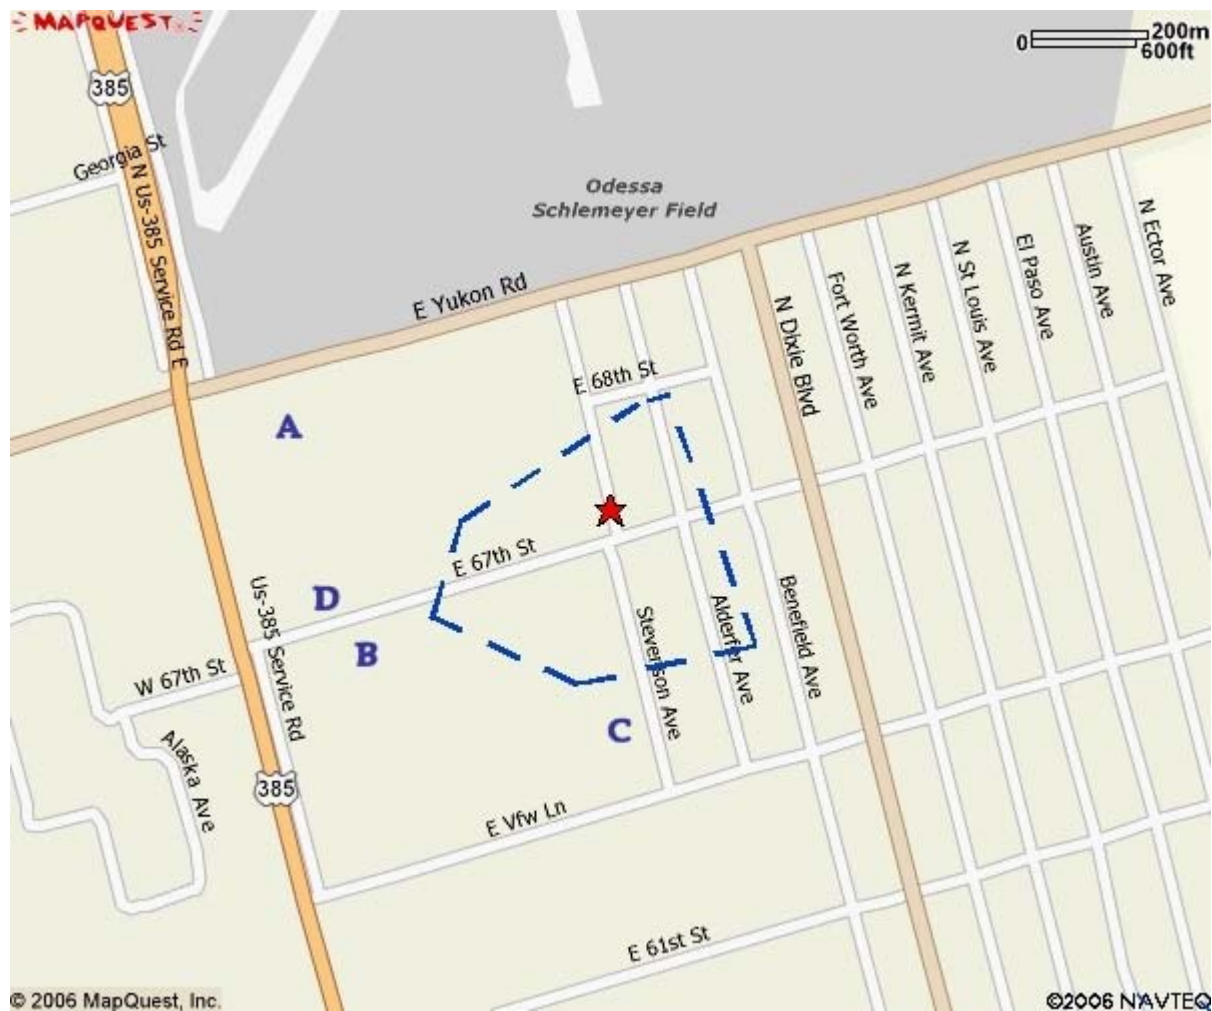 MAPQUEST
0 200m
600ft
385
Georgia St
N Us-385 Service Rd E
Odessa
Schlemeyer Field
E Yukon Rd
N Dixie Blvd
Fort Worth Ave
N Kermit Ave
N St Louis Ave
El Paso Ave
Austin Ave
N Ector Ave
E 68th St
A
E 67th St
D
B
Us-385 Service Rd
W 67th St
Alaska Ave
Stevenson Ave
Alderfer Ave
Benefield Ave
C
385
E Vfw Ln
E 61st St
© 2006 MapQuest, Inc.
©2006 NAVTEQ